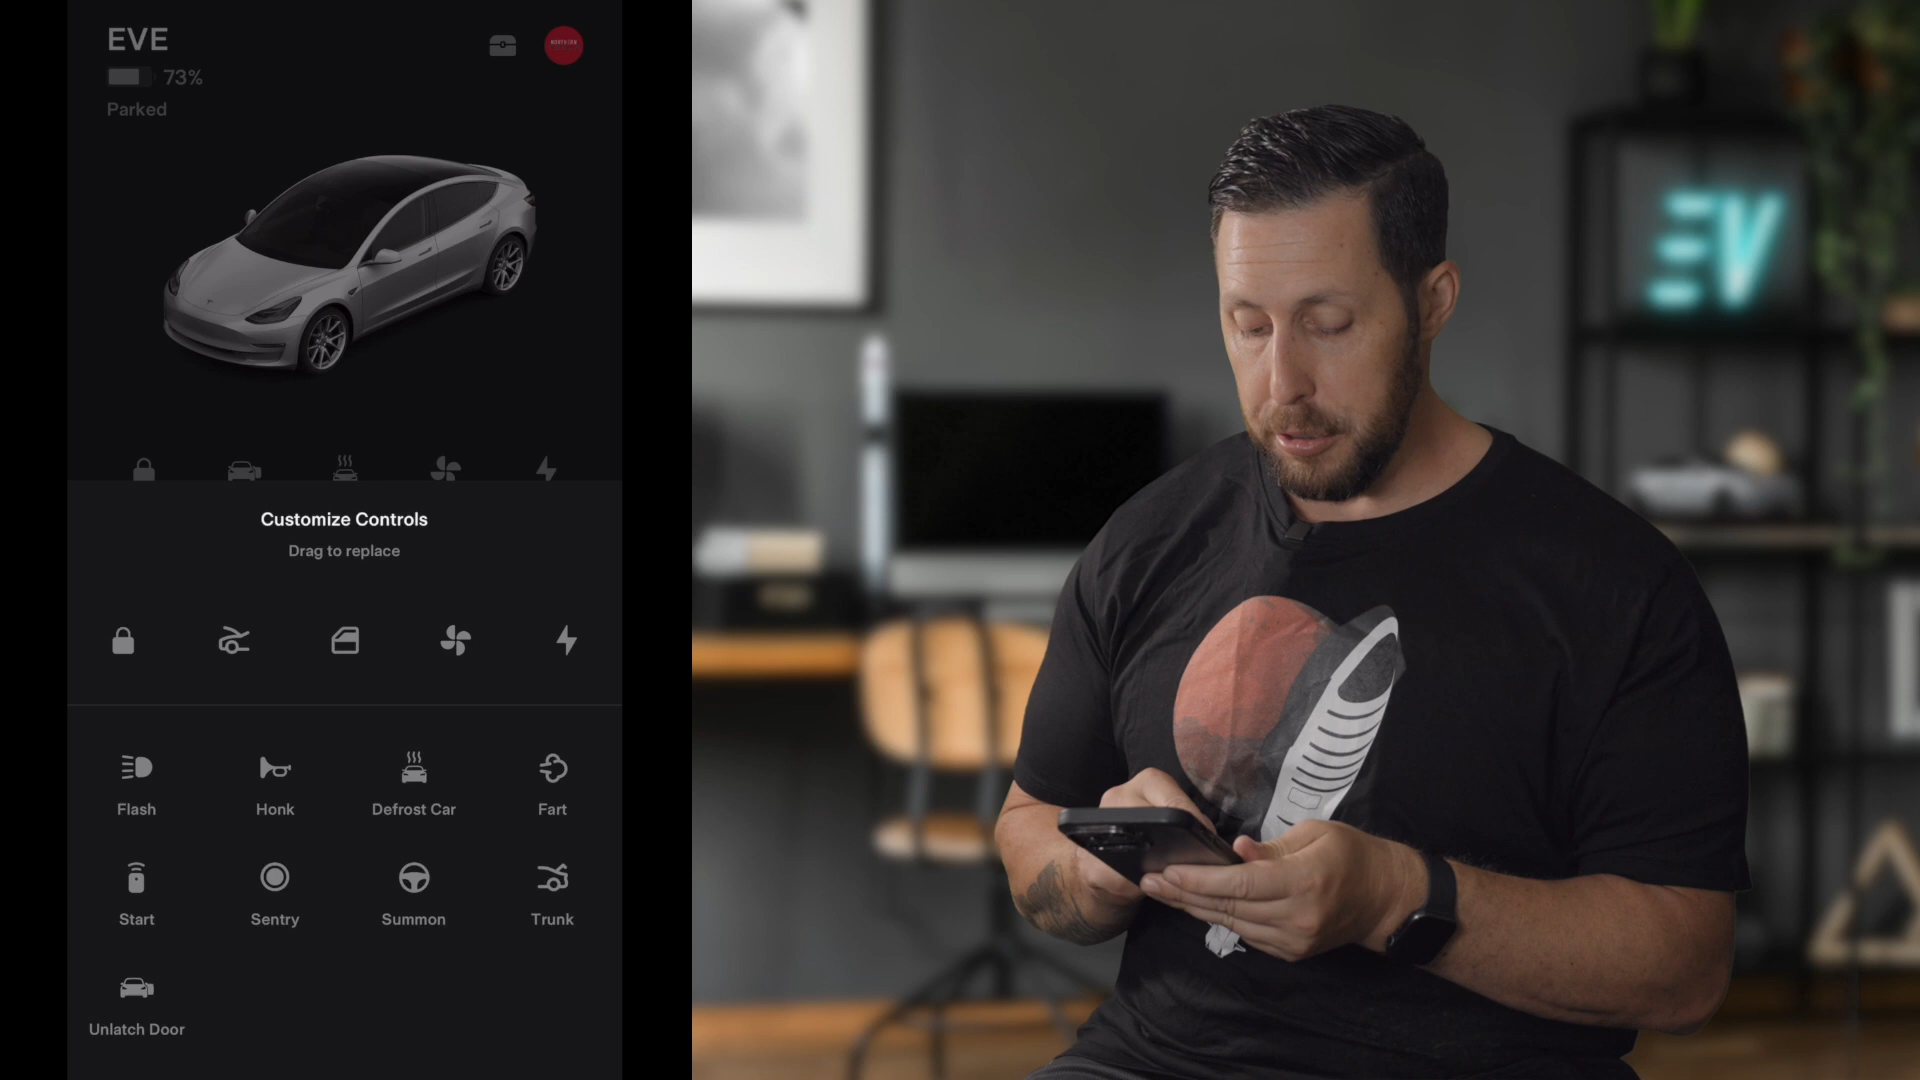 EVE
73%
Parked
NORTHERN
Customize Controls
Drag to replace
Flash
Honk
Defrost Car
Fart
Start
Sentry
Summon
Trunk
Unlatch Door
EV